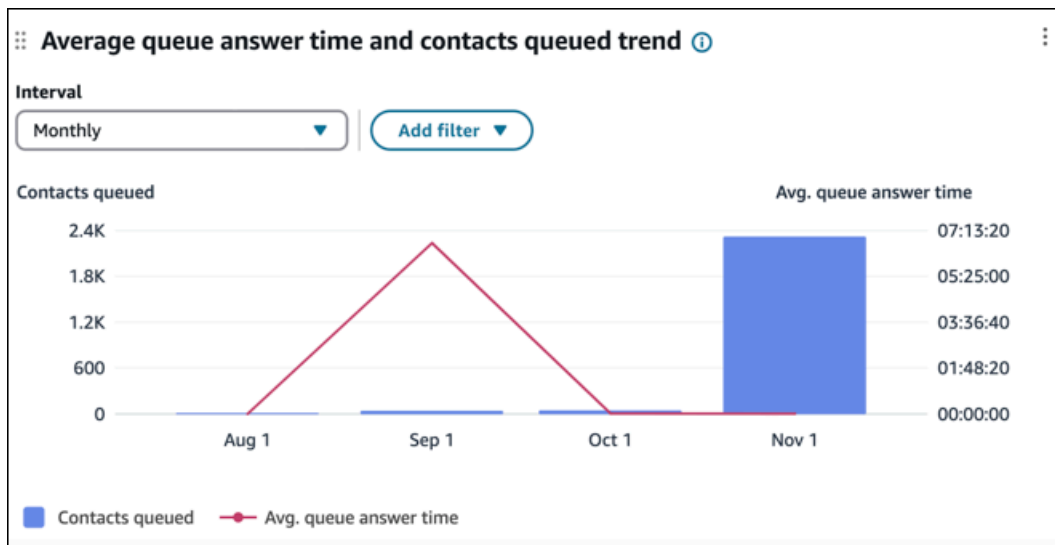 Average queue answer time and contacts queued trend
Interval
Monthly
Add filter
Contacts queued
Avg. queue answer time
2.4K
07:13:20
1.8K
05:25:00
1.2K
03:36:40
600
01:48:20
0
00:00:00
Aug 1
Sep 1
Oct 1
Nov 1
Contacts queued
Avg. queue answer time